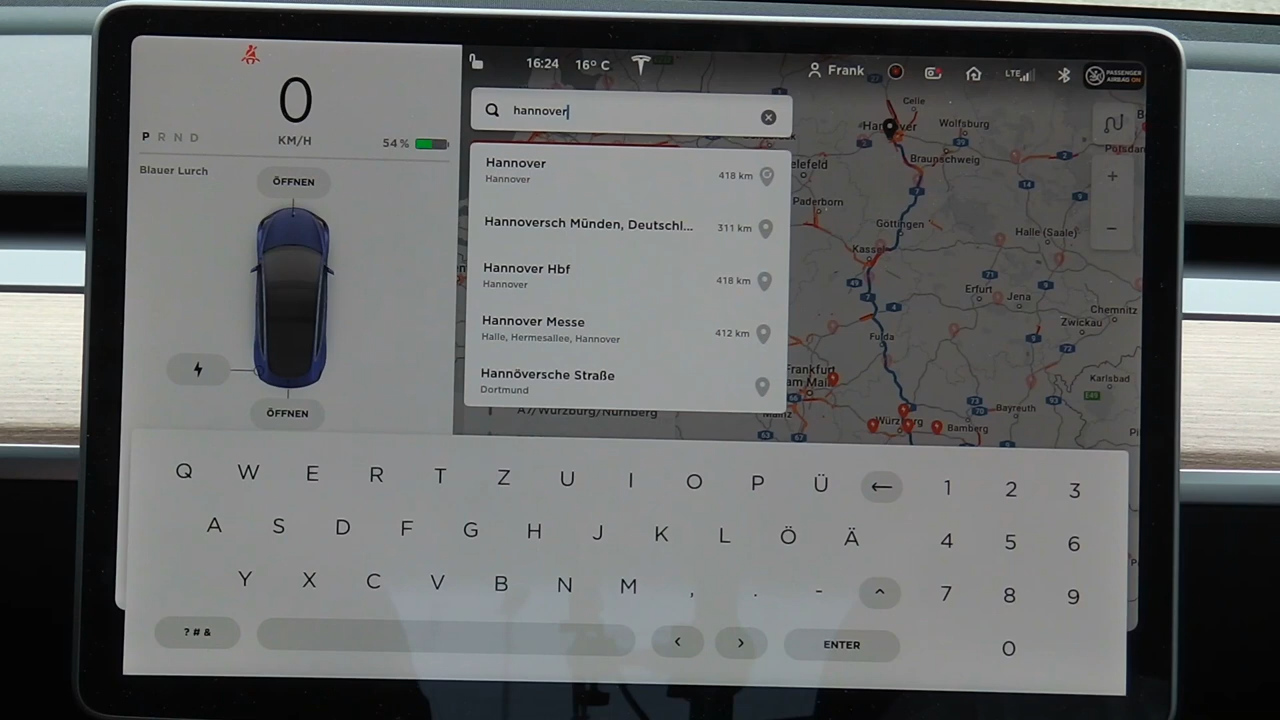 0
KM/H
P R N D
54 %
Blauer Lurch
ÖFFNEN
ÖFFNEN
16:24 16° C
Frank
LTE
PASSENGER
AIRBAG ON
hannover
Hannover
Hannover
418 km
Hannoversch Münden, Deutschl...
311 km
Hannover Hbf
Hannover
418 km
Hannover Messe
Halle, Hermesallee, Hannover
412 km
Hannöversche Straße
Dortmund
A7/Würzburg/Nürnberg
Celle
Hannover
Wolfsburg
Braunschweig
Potsdam
elefeld
Paderborn
Göttingen
Halle (Saale)
Kassel
Erfurt
Jena
Chemnitz
Zwickau
Fulda
Frankfurt
am Main
Karlsbad
Mainz
Würzburg
Bamberg
Bayreuth
+
−
Q W E R T Z U I O P Ü ← 1 2 3
A S D F G H J K L Ö Ä 4 5 6
Y X C V B N M , . - ^ 7 8 9
? # & < > ENTER 0